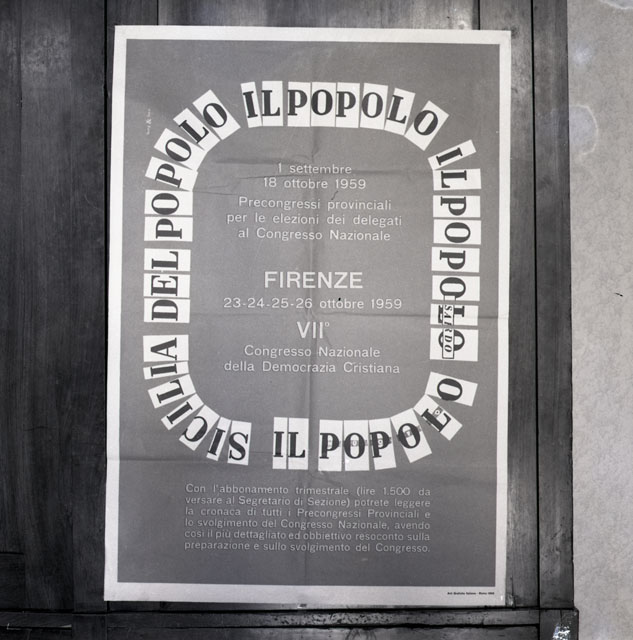 IL POPOLO
IL POPOLO
SARDO
IL POPOLO
SICILIA DEL POPOLO
1 settembre
18 ottobre 1959
Precongressi provinciali
per le elezioni dei delegati
al Congresso Nazionale
FIRENZE
23-24-25-26 ottobre 1959
VII°
Congresso Nazionale
della Democrazia Cristiana
Con l'abbonamento trimestrale (lire 1.500 da
versare al Segretario di Sezione) potrete leggere
la cronaca di tutti i Precongressi Provinciali e
lo svolgimento del Congresso Nazionale, avendo
così il più dettagliato ed obbiettivo resoconto sulla
preparazione e sullo svolgimento del Congresso.